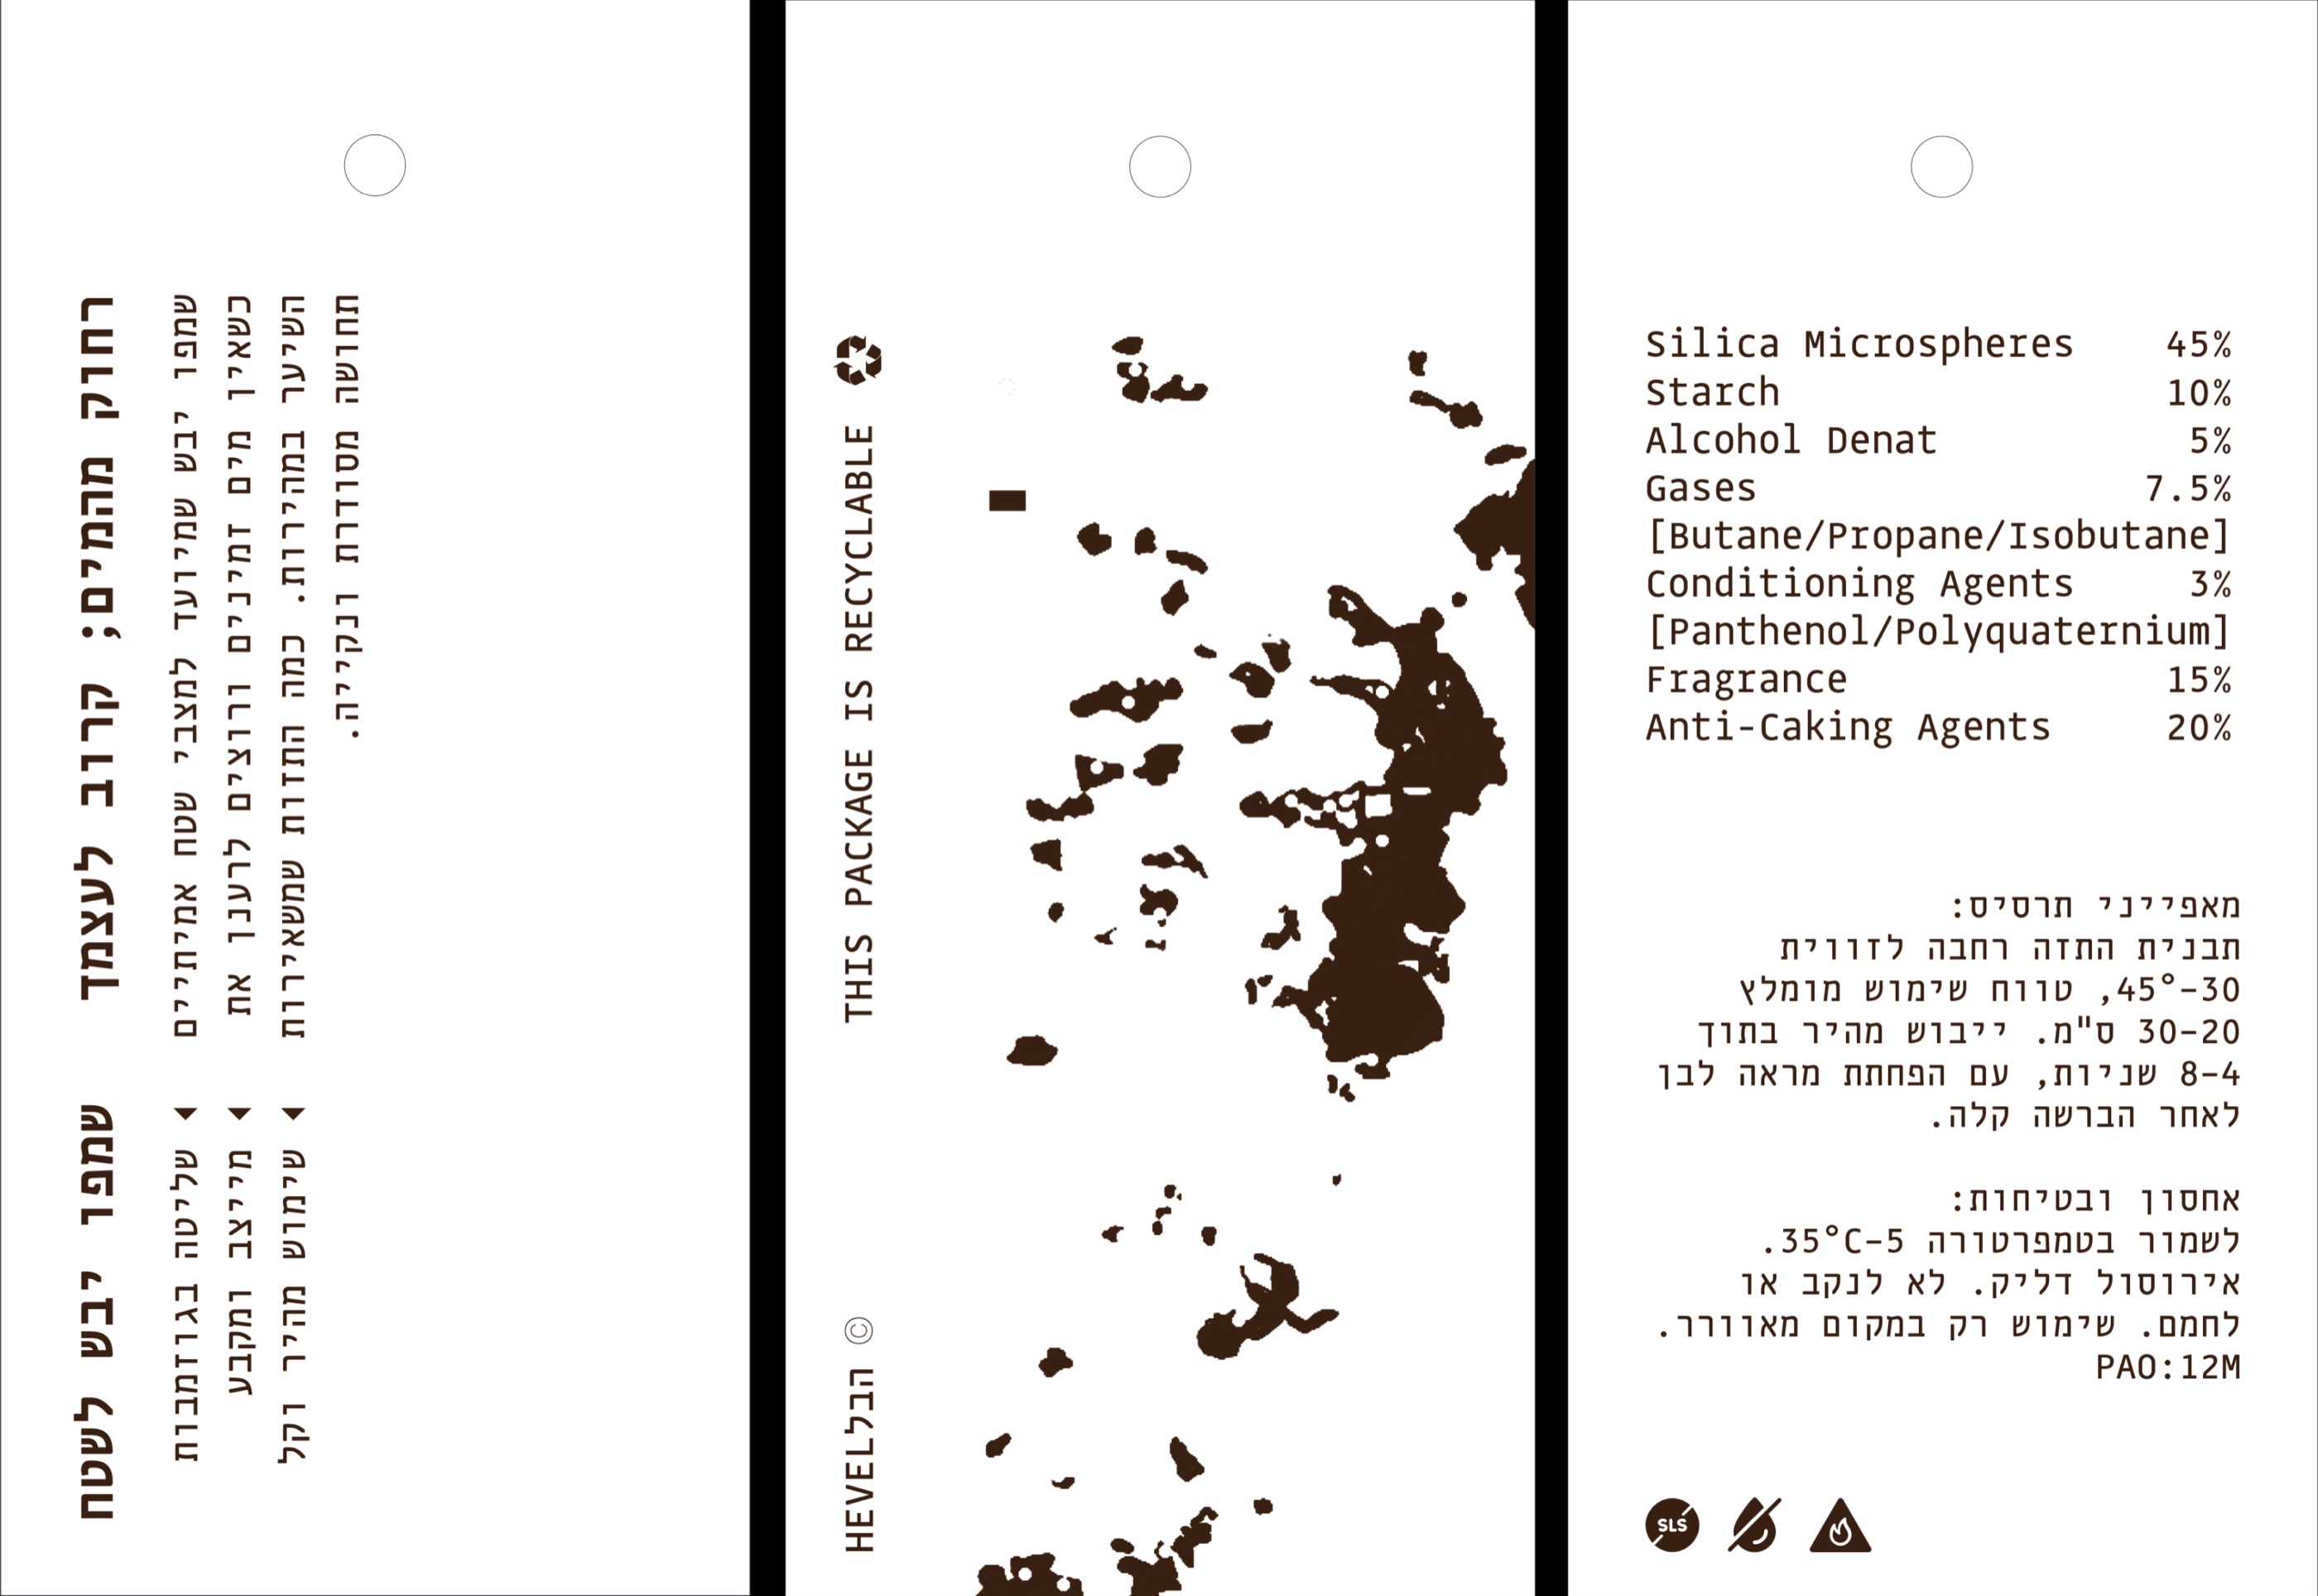 רחוק מהמים; קרוב לעצמך
שמפו יבש שמיועד למצבי שטח אמיתיים
כשאין מים זמינים ורוצים לרענן את
השיער במהירות. כמה התזות שמשאירות
תחושה מסודרת ונקייה.
שמפו יבש לשטח
שליטה בגוזמבות
מייצב ומקבע
שימוש מהיר וקל
THIS PACKAGE IS RECYCLABLE
HEVELהבל ©
Silica Microspheres 45%
Starch 10%
Alcohol Denat 5%
Gases 7.5%
[Butane/Propane/Isobutane]
Conditioning Agents 3%
[Panthenol/Polyquaternium]
Fragrance 15%
Anti-Caking Agents 20%
מאפייני תרסיס:
תבנית התזה רחבה לזווית
30–45°, טווח שימוש מומלץ
20–30 ס"מ. ייבוש מהיר בתוך
4–8 שניות, עם הפחתת מראה לבן
לאחר הברשה קלה.
אחסון ובטיחות:
לשמור בטמפרטורה 5–35°C.
אירוסול דליק. לא לנקב או
לחמם. שימוש רק במקום מאוורר.
PAO:12M
SLS